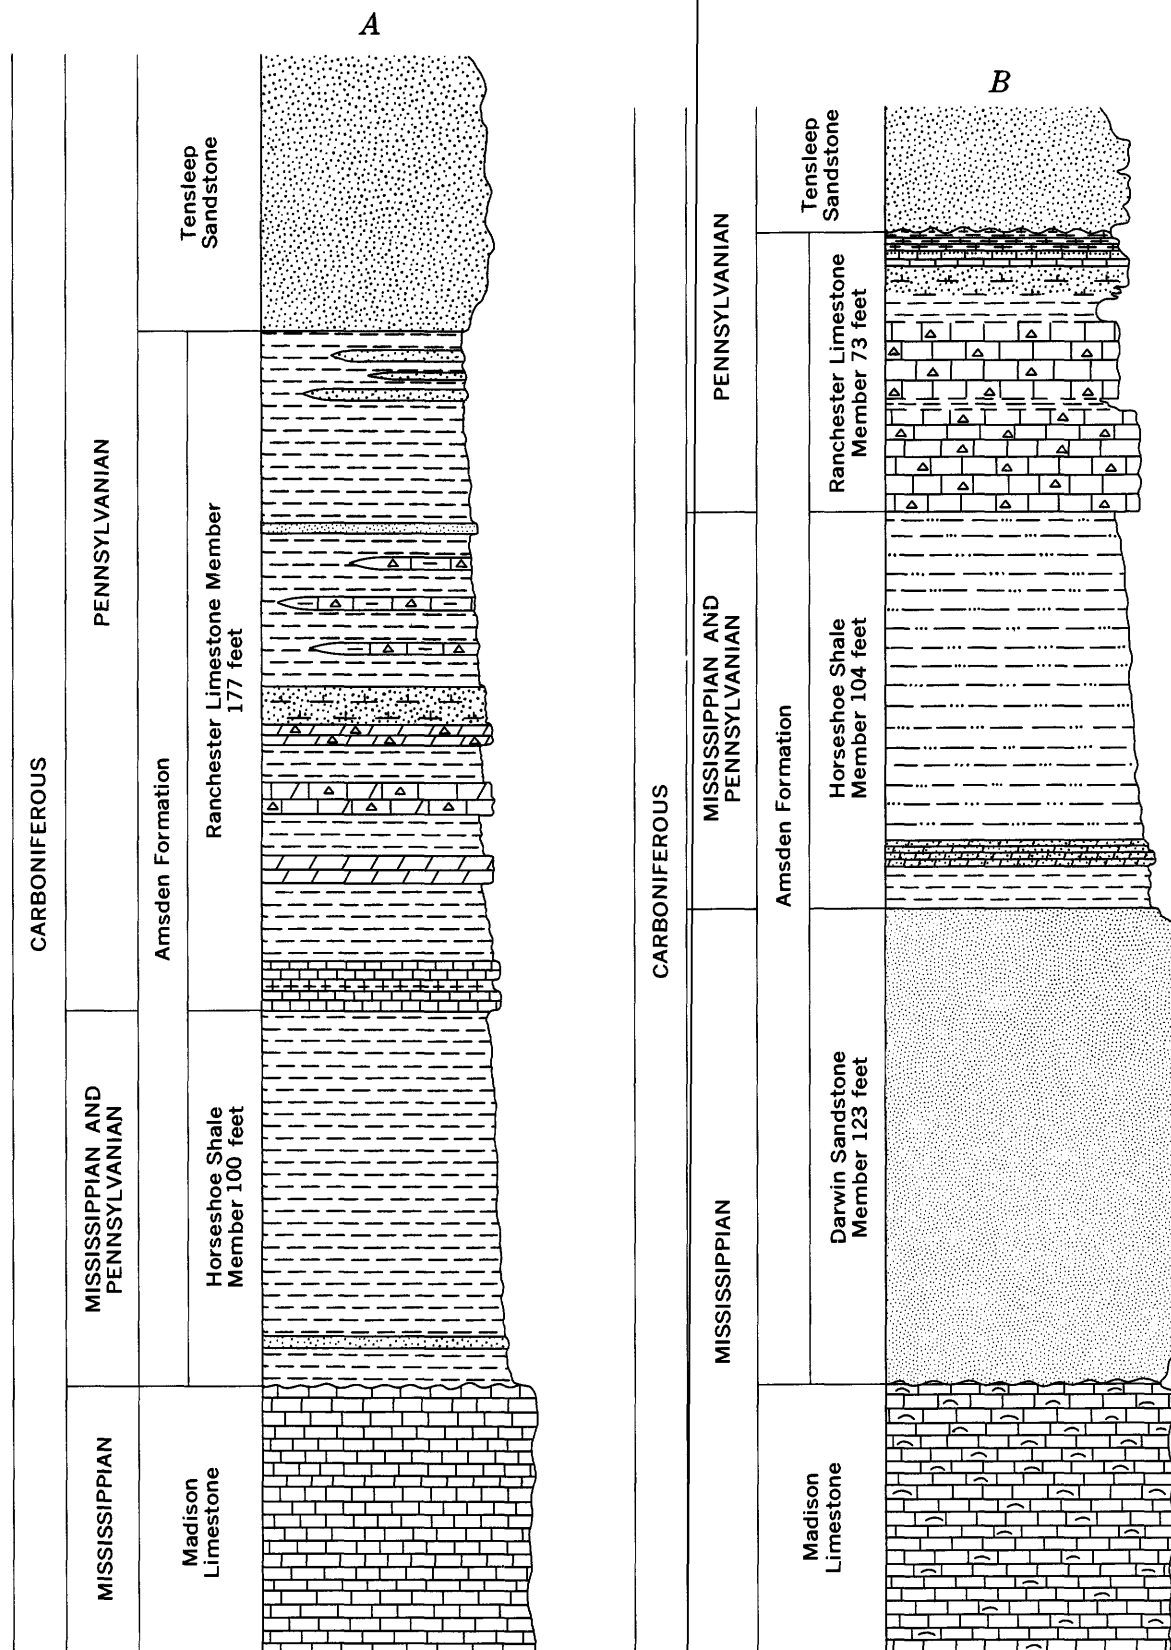 A
CARBONIFEROUS
PENNSYLVANIAN
MISSISSIPPIAN AND
PENNSYLVANIAN
MISSISSIPPIAN
Tensleep
Sandstone
Amsden Formation
Ranchester Limestone Member
177 feet
Horseshoe Shale
Member 100 feet
Madison
Limestone
B
CARBONIFEROUS
PENNSYLVANIAN
MISSISSIPPIAN AND
PENNSYLVANIAN
MISSISSIPPIAN
Tensleep
Sandstone
Amsden Formation
Ranchester Limestone
Member 73 feet
Horseshoe Shale
Member 104 feet
Darwin Sandstone
Member 123 feet
Madison
Limestone